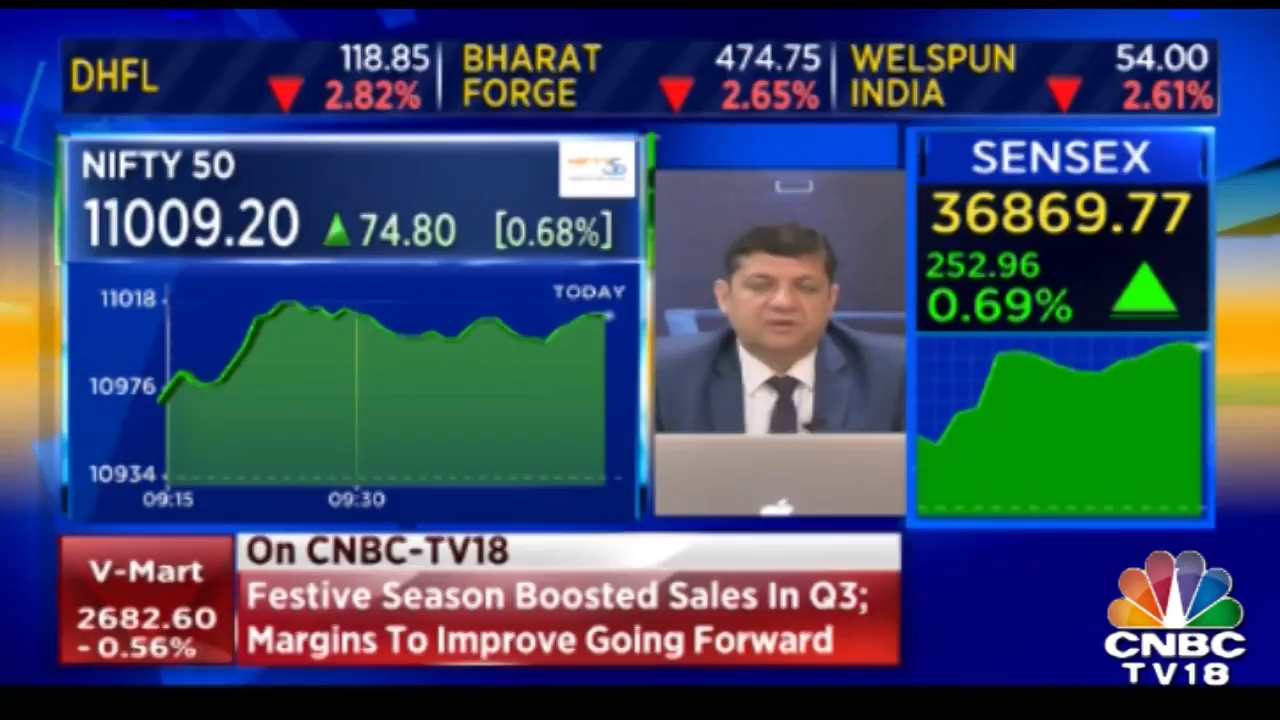 DHFL
118.85
2.82%
BHARAT
FORGE
474.75
2.65%
WELSPUN
INDIA
54.00
2.61%
NIFTY 50
11009.20 74.80 [0.68%]
TODAY
11018
10976
10934
09:15 09:30
SENSEX
36869.77
252.96
0.69%
V-Mart
2682.60
- 0.56%
On CNBC-TV18
Festive Season Boosted Sales In Q3;
Margins To Improve Going Forward
CNBC
TV18